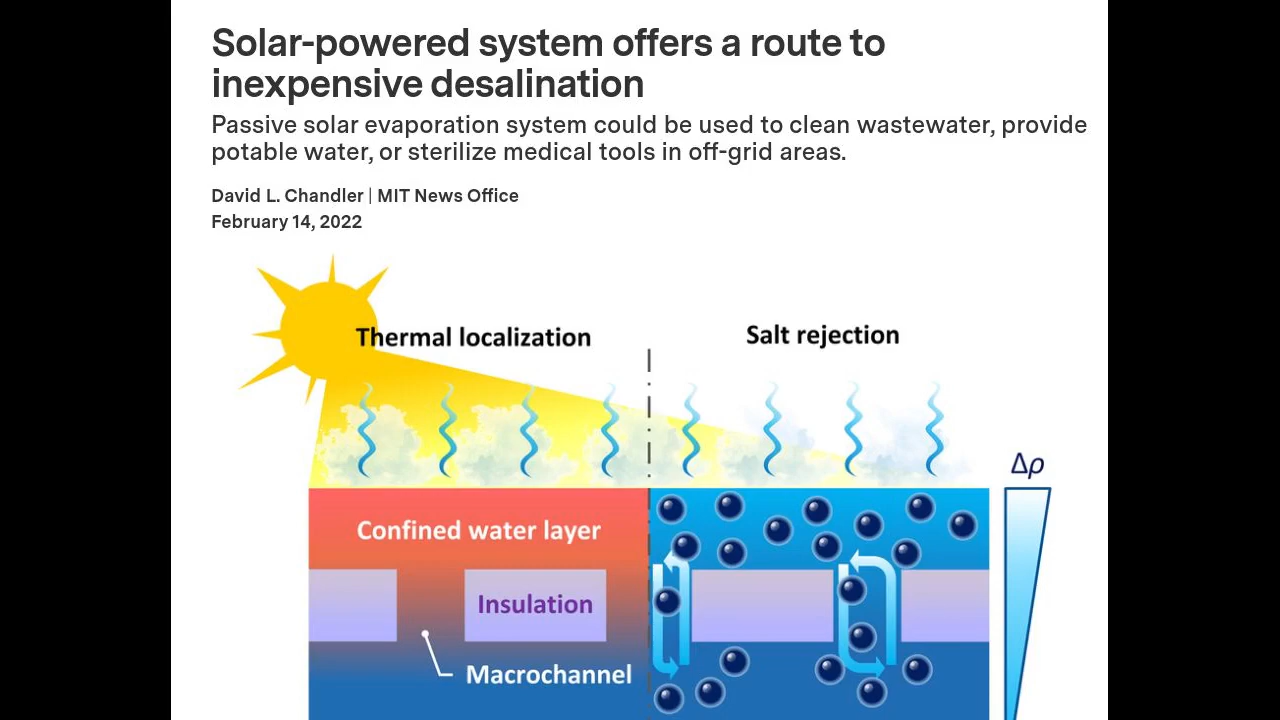 Solar-powered system offers a route to
inexpensive desalination
Passive solar evaporation system could be used to clean wastewater, provide
potable water, or sterilize medical tools in off-grid areas.
David L. Chandler | MIT News Office
February 14, 2022
Thermal localization
Salt rejection
Δρ
Confined water layer
Insulation
Macrochannel